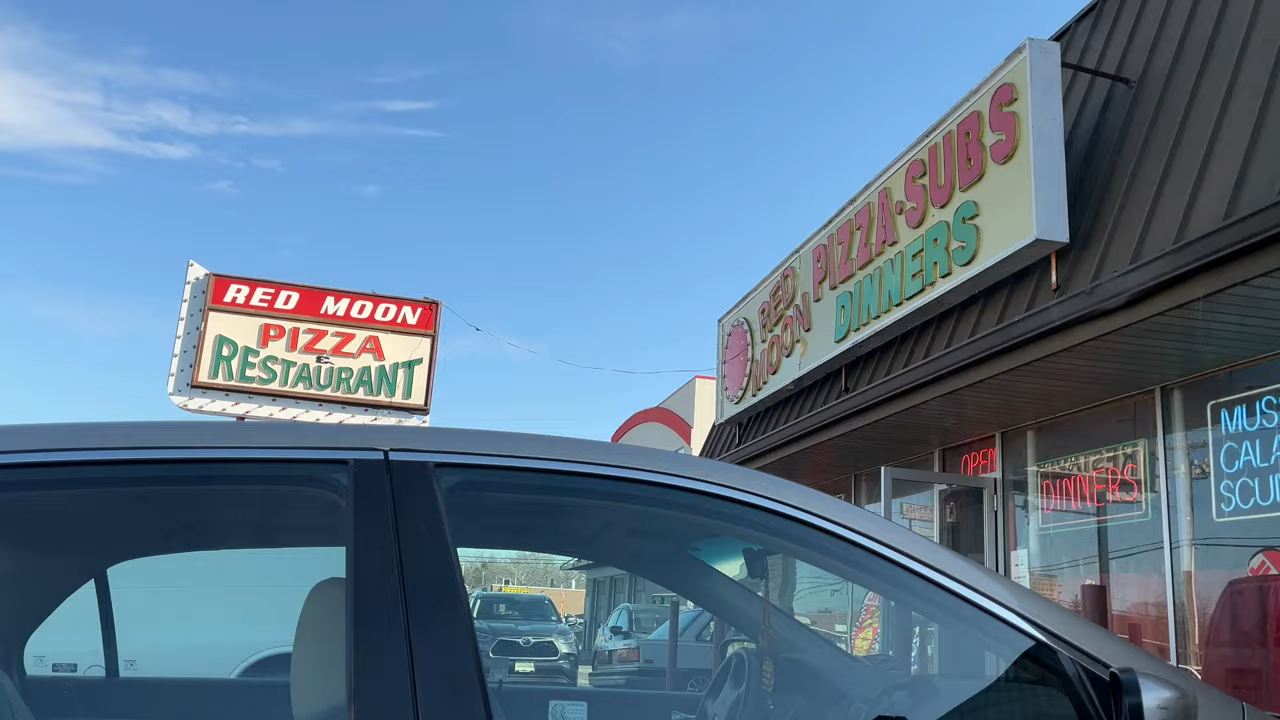 RED MOON
PIZZA
&
RESTAURANT
RED
MOON
PIZZA·SUBS
DINNERS
OPEN
DINNERS
MUS
CALA
SCU